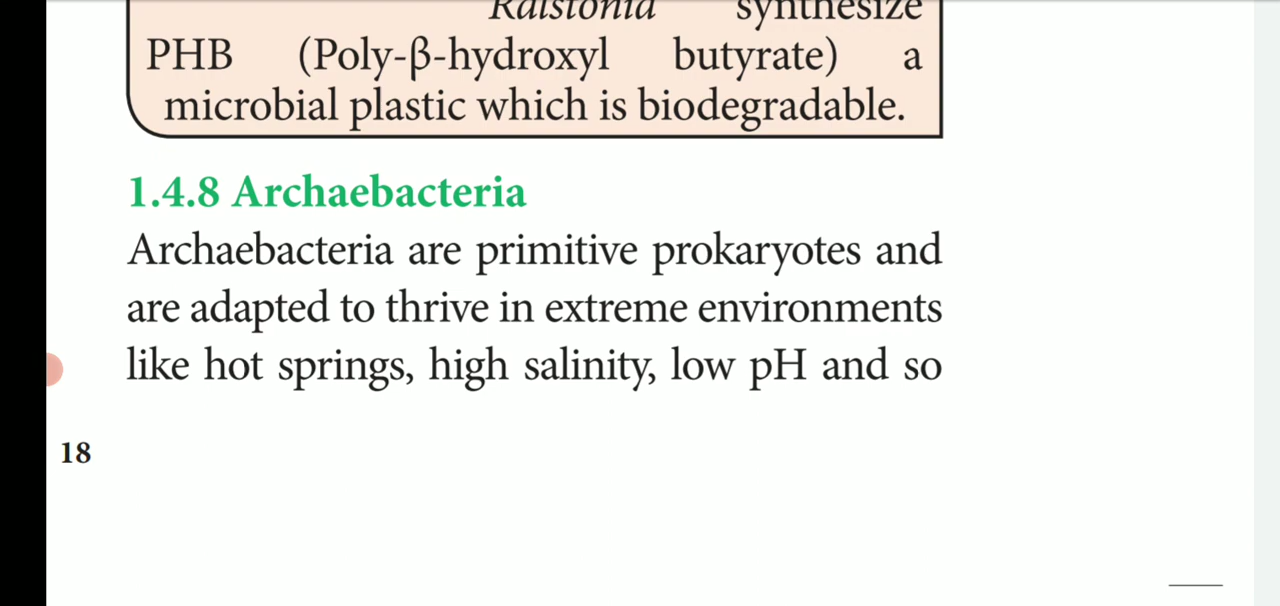 Ralstonia synthesize
PHB (Poly-β-hydroxyl butyrate) a
microbial plastic which is biodegradable.
1.4.8 Archaebacteria
Archaebacteria are primitive prokaryotes and
are adapted to thrive in extreme environments
like hot springs, high salinity, low pH and so
18